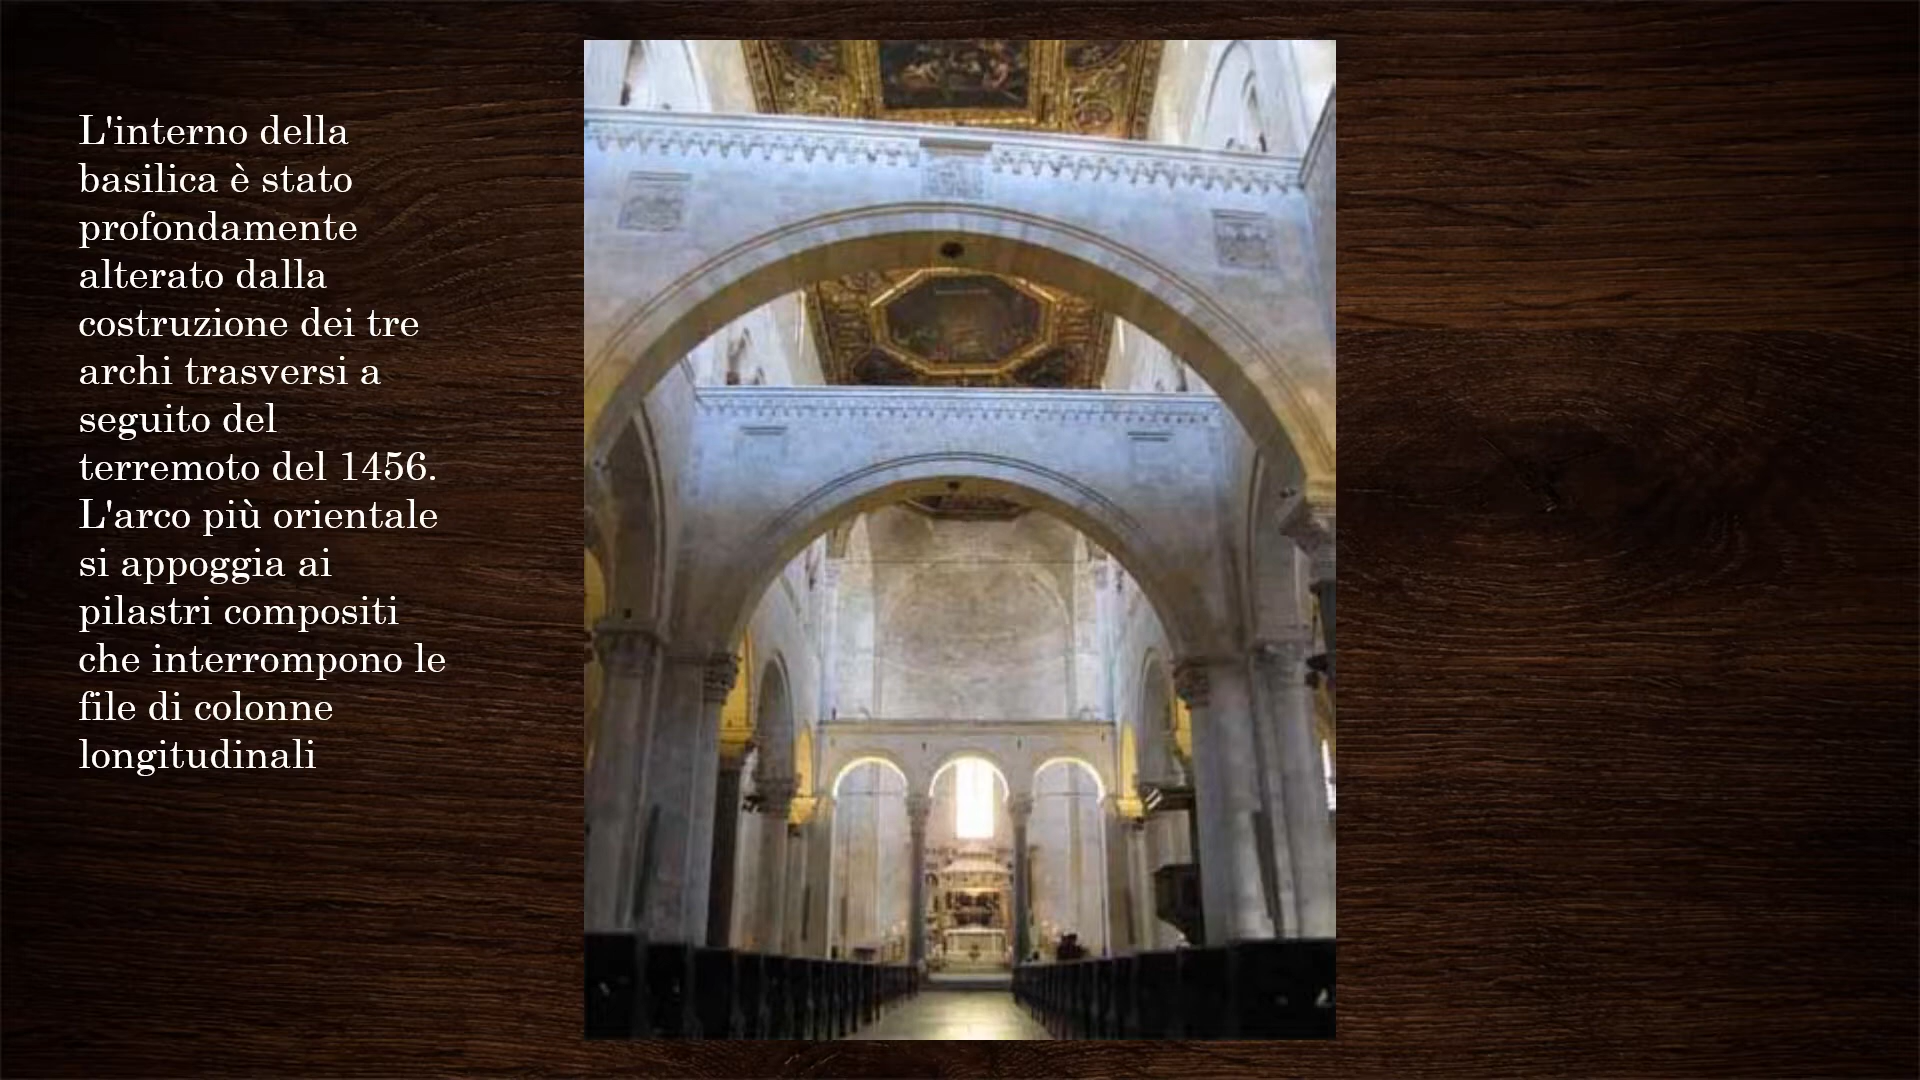 L'interno della
basilica è stato
profondamente
alterato dalla
costruzione dei tre
archi trasversi a
seguito del
terremoto del 1456.
L'arco più orientale
si appoggia ai
pilastri compositi
che interrompono le
file di colonne
longitudinali